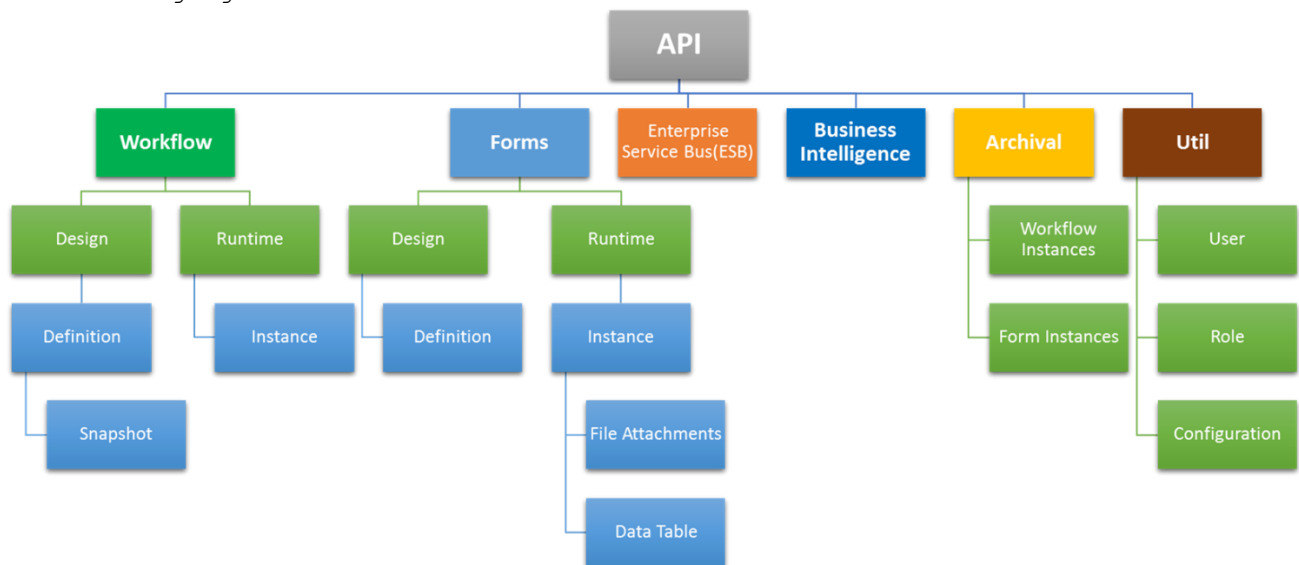 API
Workflow
Forms
Enterprise
Service Bus(ESB)
Business
Intelligence
Archival
Util
Design
Runtime
Design
Runtime
Workflow
Instances
User
Definition
Instance
Definition
Instance
Form Instances
Role
Snapshot
File Attachments
Configuration
Data Table